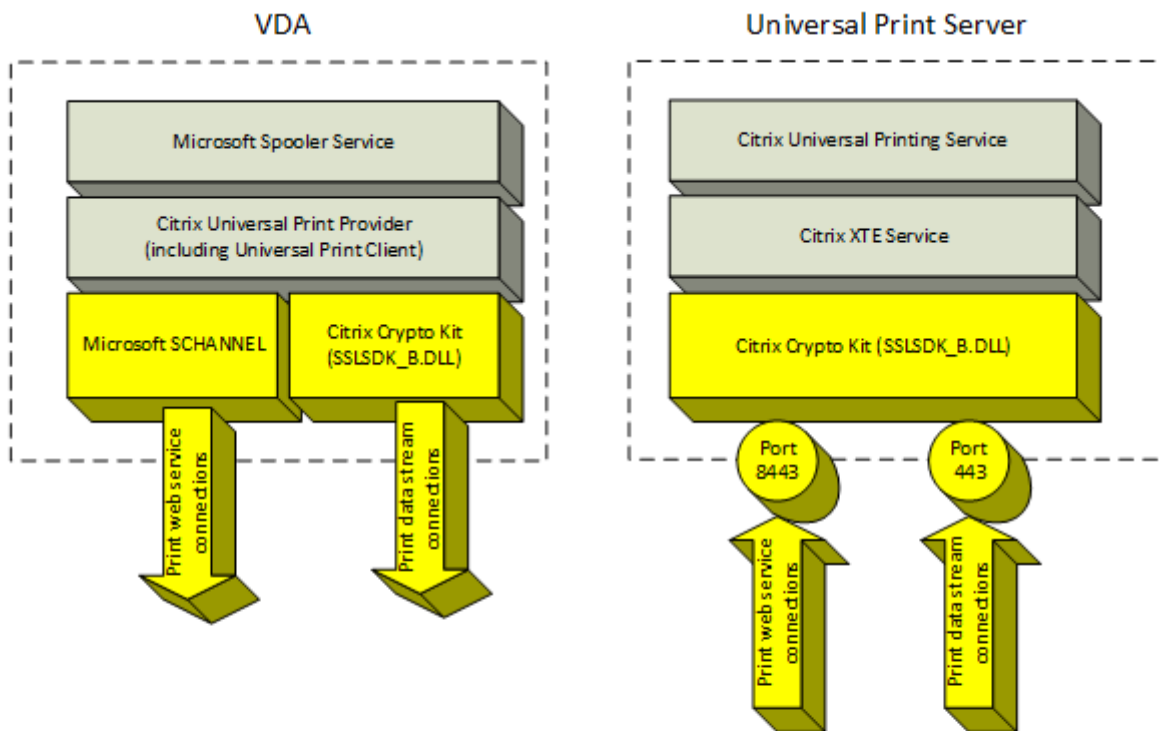 VDA
Universal Print Server
Microsoft Spooler Service
Citrix Universal Print Provider
(including Universal Print Client)
Microsoft SCHANNEL
Citrix Crypto Kit
(SSLSDK_B.DLL)
Print web service
connections
Print data stream
connections
Citrix Universal Printing Service
Citrix XTE Service
Citrix Crypto Kit (SSLSDK_B.DLL)
Port
8443
Port
443
Print web service
connections
Print data stream
connections